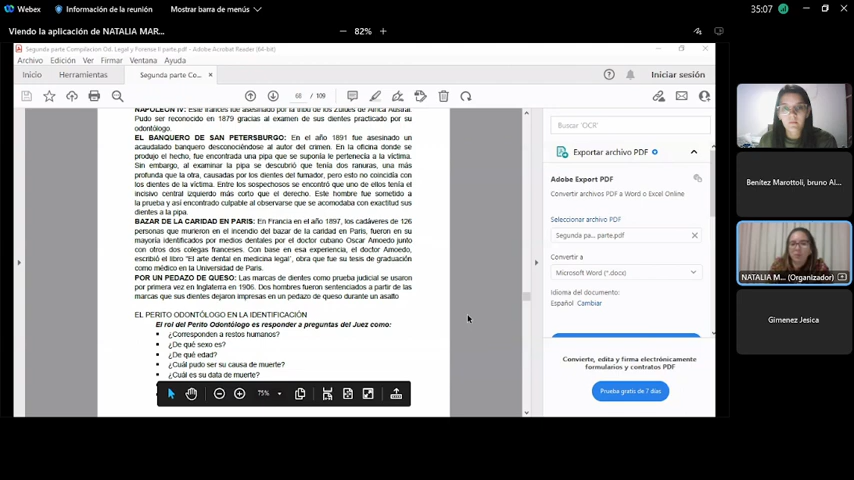 Webex
Información de la reunión
Mostrar barra de menús
35:07
Viendo la aplicación de NATALIA MAR...
82%
Segunda parte Compilacion Od. Legal y Forense II parte.pdf - Adobe Acrobat Reader (64-bit)
Archivo Edición Ver Firmar Ventana Ayuda
Inicio Herramientas Segunda parte Co... × Iniciar sesión
68 / 109
NAPOLEÓN IV: Este francés fue asesinado por la tribu de los Zulúes de África Austral.
Pudo ser reconocido en 1879 gracias al examen de sus dientes practicado por su
odontólogo.
EL BANQUERO DE SAN PETERSBURGO: En el año 1891 fue asesinado un
acaudalado banquero desconociéndose al autor del crimen. En la oficina donde se
produjo el hecho, fue encontrada una pipa que se suponía le pertenecía a la víctima.
Sin embargo, al examinar la pipa se descubrió que tenía dos ranuras, una más
profunda que la otra, causadas por los dientes del fumador, pero esto no coincidía con
los dientes de la víctima. Entre los sospechosos se encontró que uno de ellos tenía el
incisivo central izquierdo más corto que el derecho. Este hombre fue sometido a
la prueba y así encontrado culpable al observarse que se acomodaba con exactitud sus
dientes a la pipa.
BAZAR DE LA CARIDAD EN PARIS: En Francia en el año 1897, los cadáveres de 126
personas que murieron en el incendio del bazar de la caridad en París, fueron en su
mayoría identificados por medios dentales por el doctor cubano Oscar Amoedo junto
con otros dos colegas franceses. Con base en esa experiencia, el doctor Amoedo,
escribió el libro "El arte dental en medicina legal", obra que fue su tesis de graduación
como médico en la Universidad de París.
POR UN PEDAZO DE QUESO: Las marcas de dientes como prueba judicial se usaron
por primera vez en Inglaterra en 1906. Dos hombres fueron sentenciados a partir de las
marcas que sus dientes dejaron impresas en un pedazo de queso durante un asalto
EL PERITO ODONTÓLOGO EN LA IDENTIFICACIÓN
El rol del Perito Odontólogo es responder a preguntas del Juez como:
▪ ¿Corresponden a restos humanos?
▪ ¿De qué sexo es?
▪ ¿De qué edad?
▪ ¿Cuál pudo ser su causa de muerte?
▪ ¿Cuál es su data de muerte?
75%
Buscar 'OCR'
Exportar archivo PDF
Adobe Export PDF
Convertir archivos PDF a Word o Excel Online
Seleccionar archivo PDF
Segunda pa... parte.pdf ×
Convertir a
Microsoft Word (*.docx)
Idioma del documento:
Español Cambiar
Convierte, edita y firma electrónicamente
formularios y contratos PDF
Prueba gratis de 7 días
Benítez Marottoli, bruno Al...
NATALIA M... (Organizador)
Gimenez Jesica